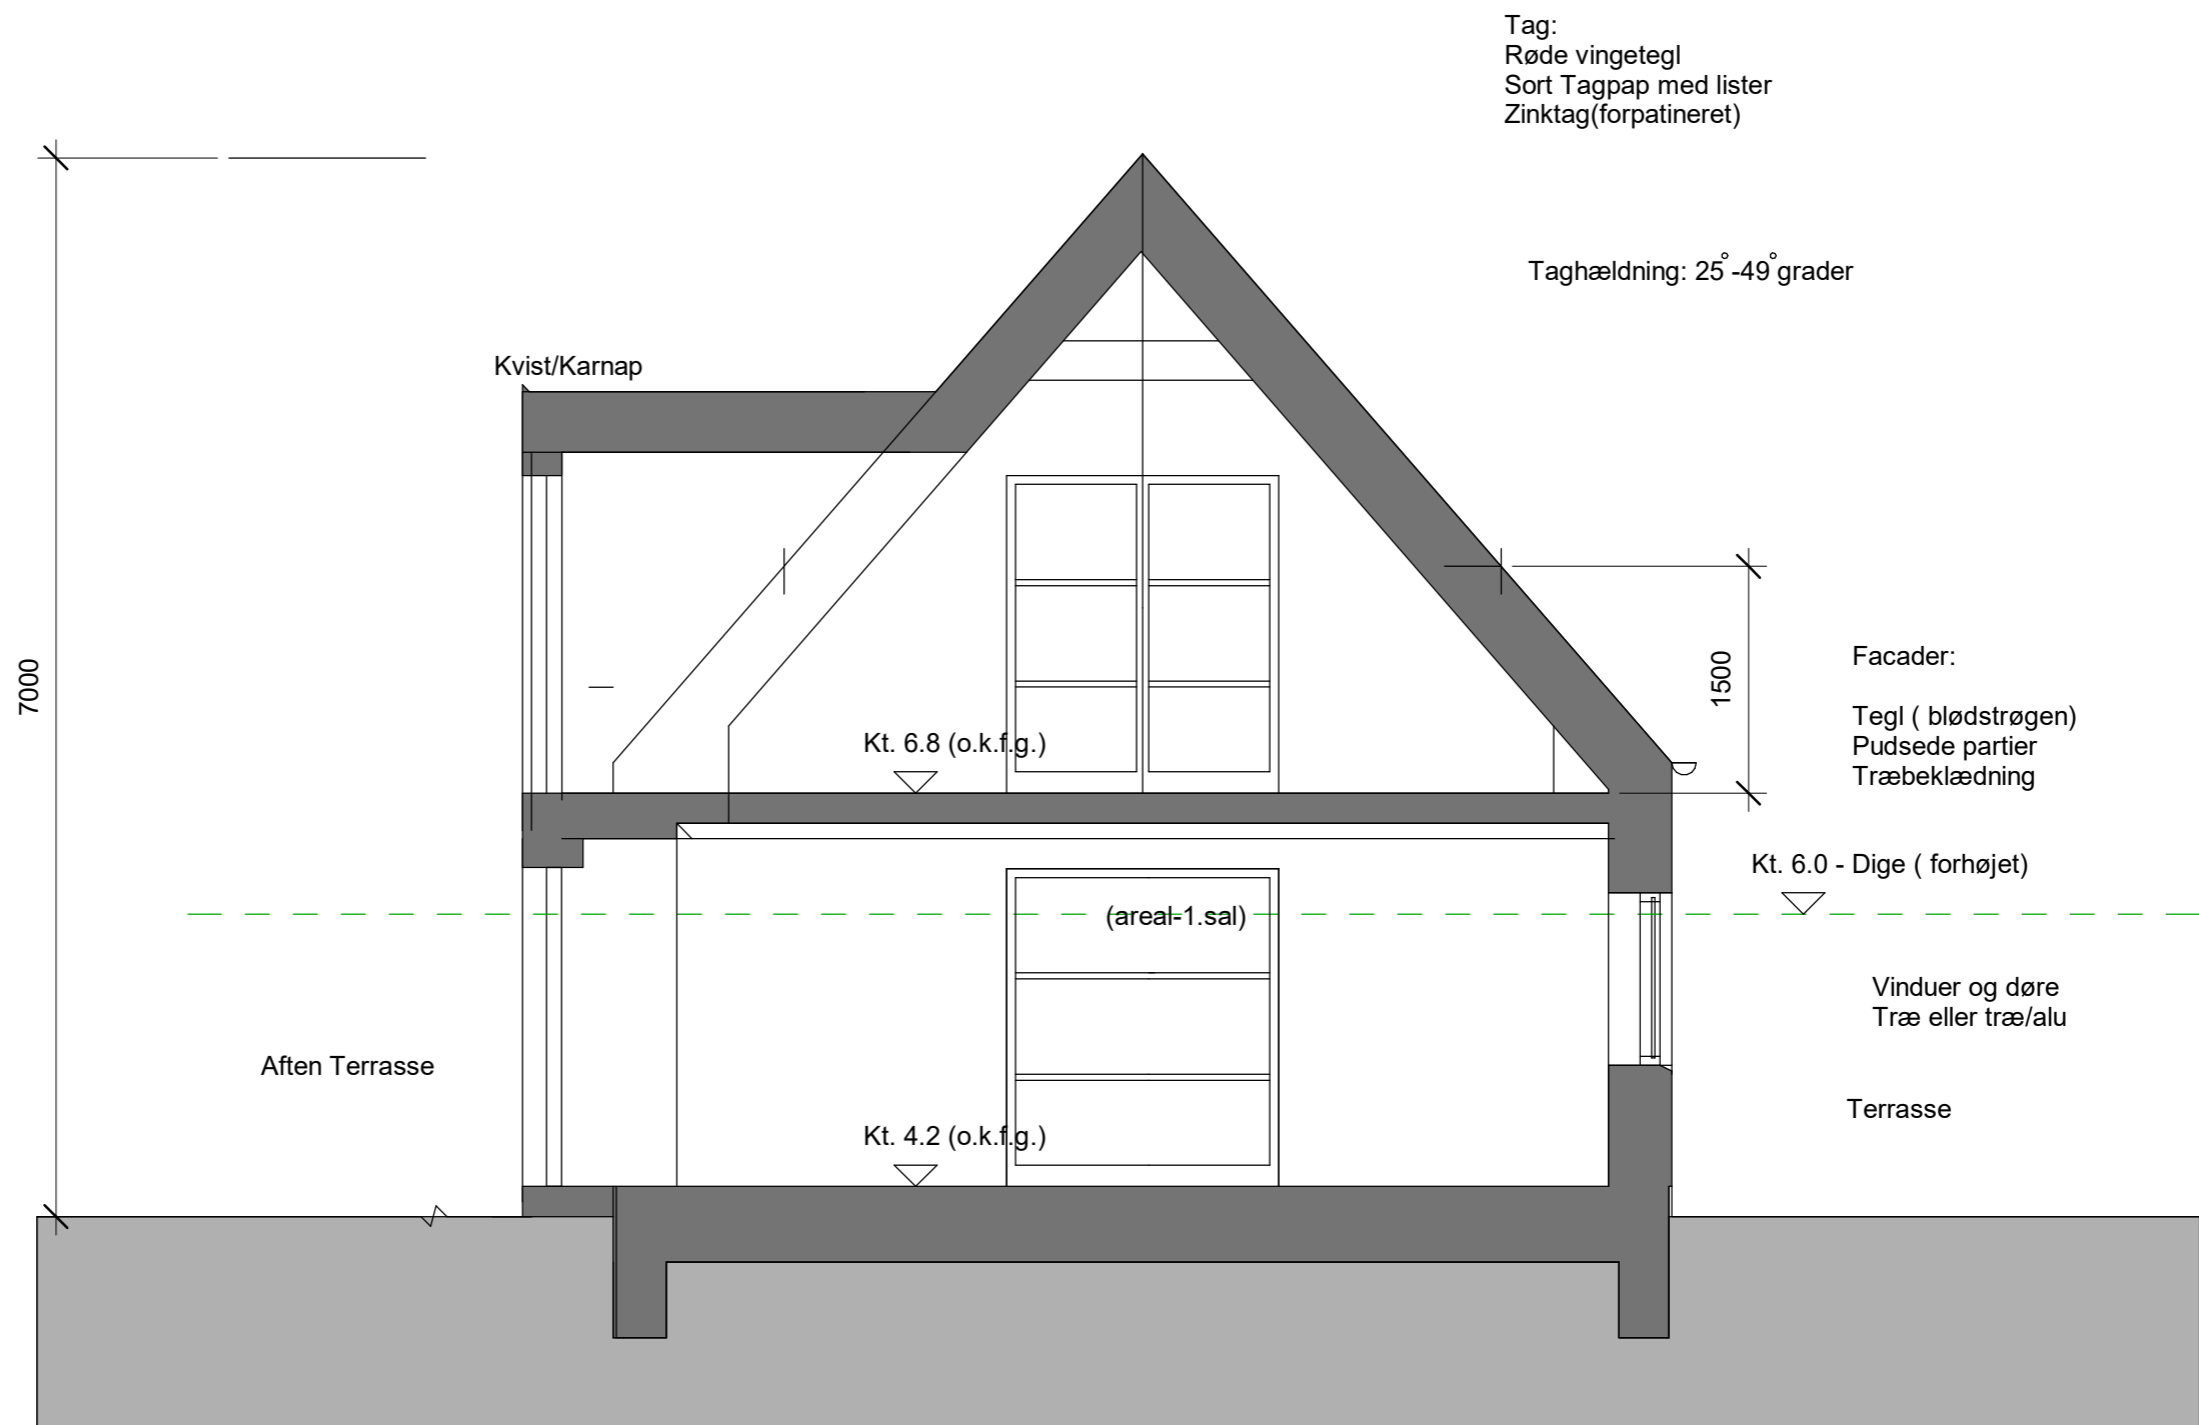 Tag:
Røde vingetegl
Sort Tagpap med lister
Zinktag(forpatineret)
Taghældning: 25°-49°grader
Kvist/Karnap
7000
1500
Facader:
Tegl ( blødstrøgen)
Pudsede partier
Træbeklædning
Kt. 6.8 (o.k.f.g.)
Kt. 6.0 - Dige ( forhøjet)
(areal-1.sal)
Vinduer og døre
Træ eller træ/alu
Aften Terrasse
Terrasse
Kt. 4.2 (o.k.f.g.)